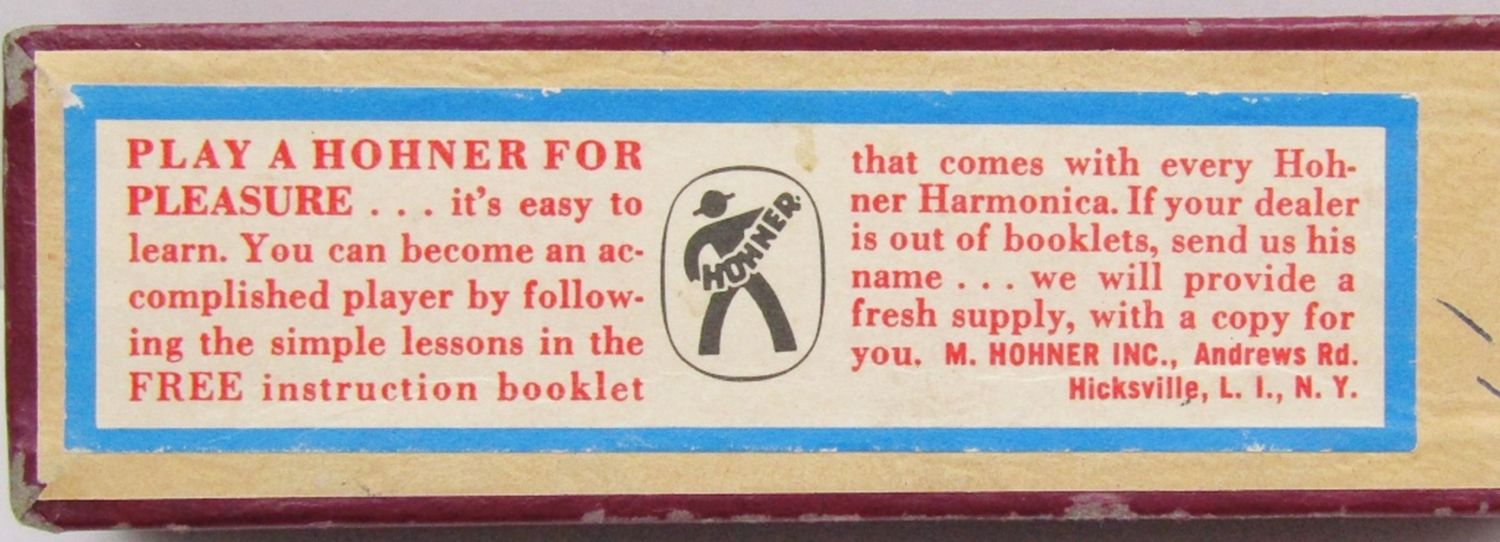 PLAY A HOHNER FOR
PLEASURE . . . it's easy to
learn. You can become an ac-
complished player by follow-
ing the simple lessons in the
FREE instruction booklet
HOHNER
HOHNER
that comes with every Hoh-
ner Harmonica. If your dealer
is out of booklets, send us his
name . . . we will provide a
fresh supply, with a copy for
you. M. HOHNER INC., Andrews Rd.
Hicksville, L. I., N. Y.